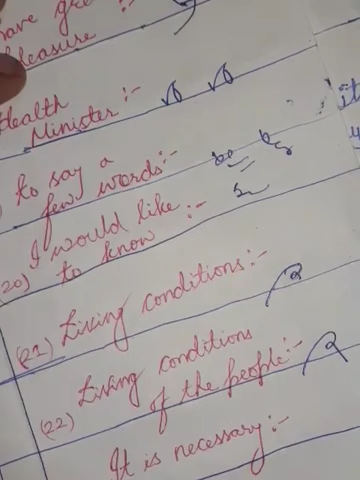 have gre
pleasure
Health
Minister:-
to say a
few words:-
I would like
20) to know :-
(21) Living conditions:-
(22) Living conditions
of the people:-
It is necessary:-